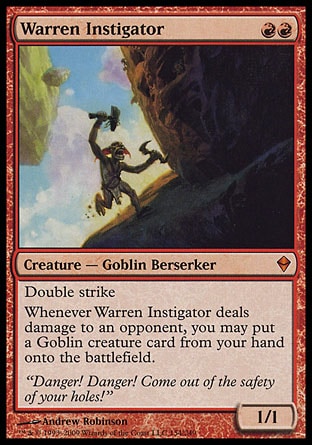 Warren Instigator
Creature — Goblin Berserker
Double strike
Whenever Warren Instigator deals
damage to an opponent, you may put
a Goblin creature card from your hand
onto the battlefield.
“Danger! Danger! Come out of the safety
of your holes!”
Andrew Robinson
1/1